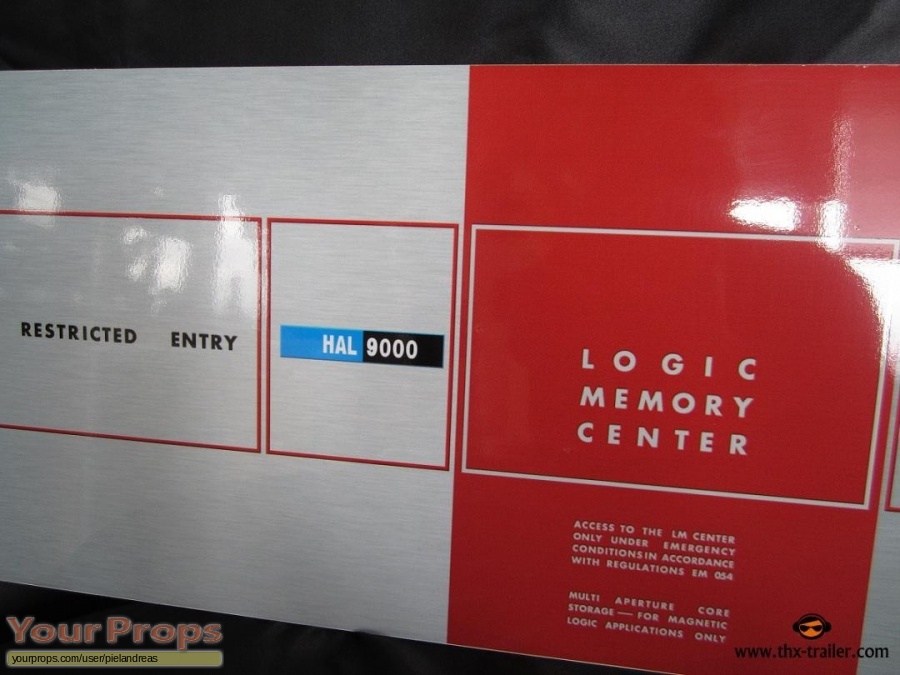 RESTRICTED ENTRY
HAL 9000
LOGIC
MEMORY
CENTER
ACCESS TO THE LM CENTER
ONLY UNDER EMERGENCY
CONDITIONS IN ACCORDANCE
WITH REGULATIONS EM 054
MULTI APERTURE CORE
STORAGE — FOR MAGNETIC
LOGIC APPLICATIONS ONLY
Your Props
yourprops.com/user/pielandreas
www.thx-trailer.com